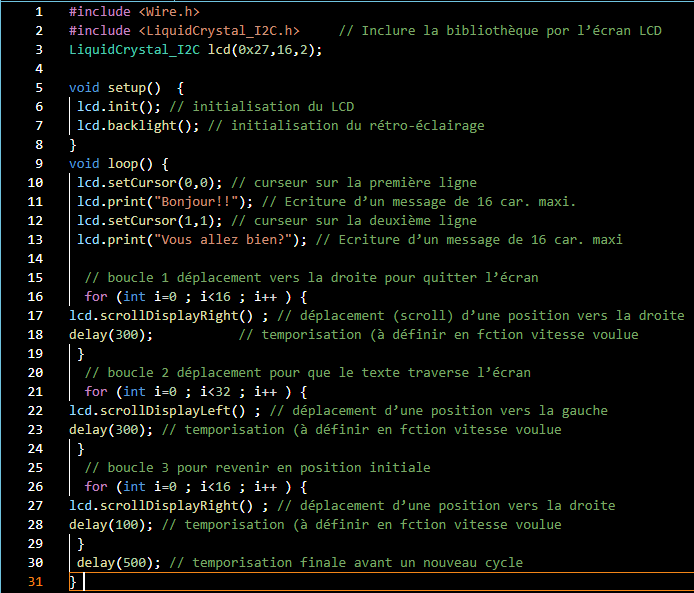 1 #include <Wire.h>
2 #include <LiquidCrystal_I2C.h> // Inclure la bibliothèque por l’écran LCD
3 LiquidCrystal_I2C lcd(0x27,16,2);
4
5 void setup() {
6 lcd.init(); // initialisation du LCD
7 lcd.backlight(); // initialisation du rétro-éclairage
8 }
9 void loop() {
10 lcd.setCursor(0,0); // curseur sur la première ligne
11 lcd.print("Bonjour!!"); // Ecriture d’un message de 16 car. maxi.
12 lcd.setCursor(1,1); // curseur sur la deuxième ligne
13 lcd.print("Vous allez bien?"); // Ecriture d’un message de 16 car. maxi
14
15 // boucle 1 déplacement vers la droite pour quitter l’écran
16 for (int i=0 ; i<16 ; i++ ) {
17 lcd.scrollDisplayRight() ; // déplacement (scroll) d’une position vers la droite
18 delay(300); // temporisation (à définir en fction vitesse voulue
19 }
20 // boucle 2 déplacement pour que le texte traverse l’écran
21 for (int i=0 ; i<32 ; i++ ) {
22 lcd.scrollDisplayLeft() ; // déplacement d’une position vers la gauche
23 delay(300); // temporisation (à définir en fction vitesse voulue
24 }
25 // boucle 3 pour revenir en position initiale
26 for (int i=0 ; i<16 ; i++ ) {
27 lcd.scrollDisplayRight() ; // déplacement d’une position vers la droite
28 delay(100); // temporisation (à définir en fction vitesse voulue
29 }
30 delay(500); // temporisation finale avant un nouveau cycle
31 }